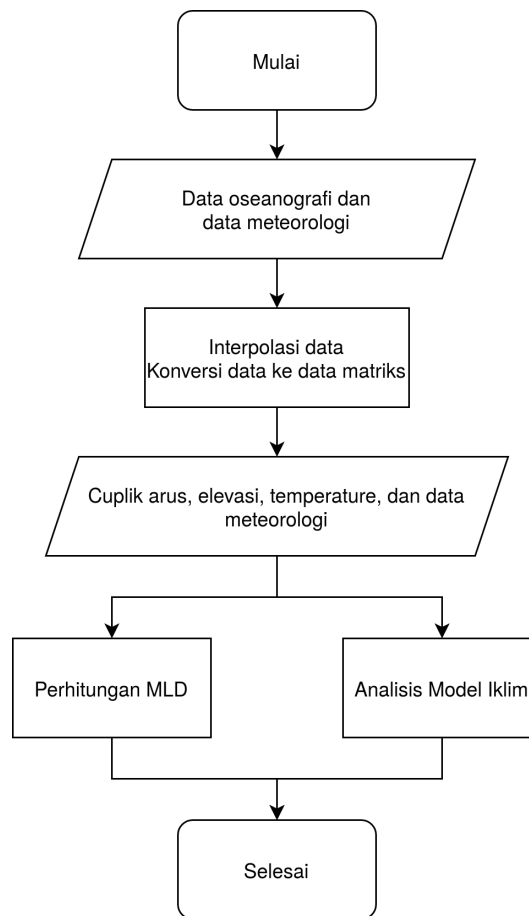 Mulai
Data oseanografi dan
data meteorologi
Interpolasi data
Konversi data ke data matriks
Cuplik arus, elevasi, temperature, dan data
meteorologi
Perhitungan MLD
Analisis Model Iklim
Selesai